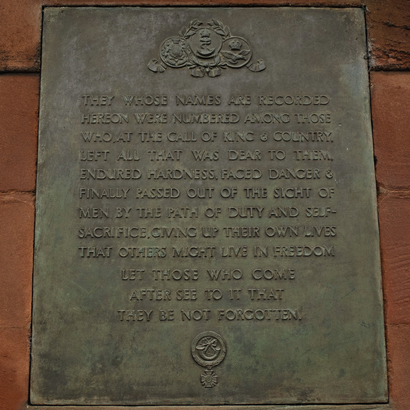 THEY WHOSE NAMES ARE RECORDED
HEREON WERE NUMBERED AMONG THOSE
WHO, AT THE CALL OF KING & COUNTRY,
LEFT ALL THAT WAS DEAR TO THEM,
ENDURED HARDNESS, FACED DANGER &
FINALLY PASSED OUT OF THE SIGHT OF
MEN BY THE PATH OF DUTY AND SELF-
SACRIFICE, GIVING UP THEIR OWN LIVES
THAT OTHERS MIGHT LIVE IN FREEDOM
LET THOSE WHO COME
AFTER SEE TO IT THAT
THEY BE NOT FORGOTTEN.